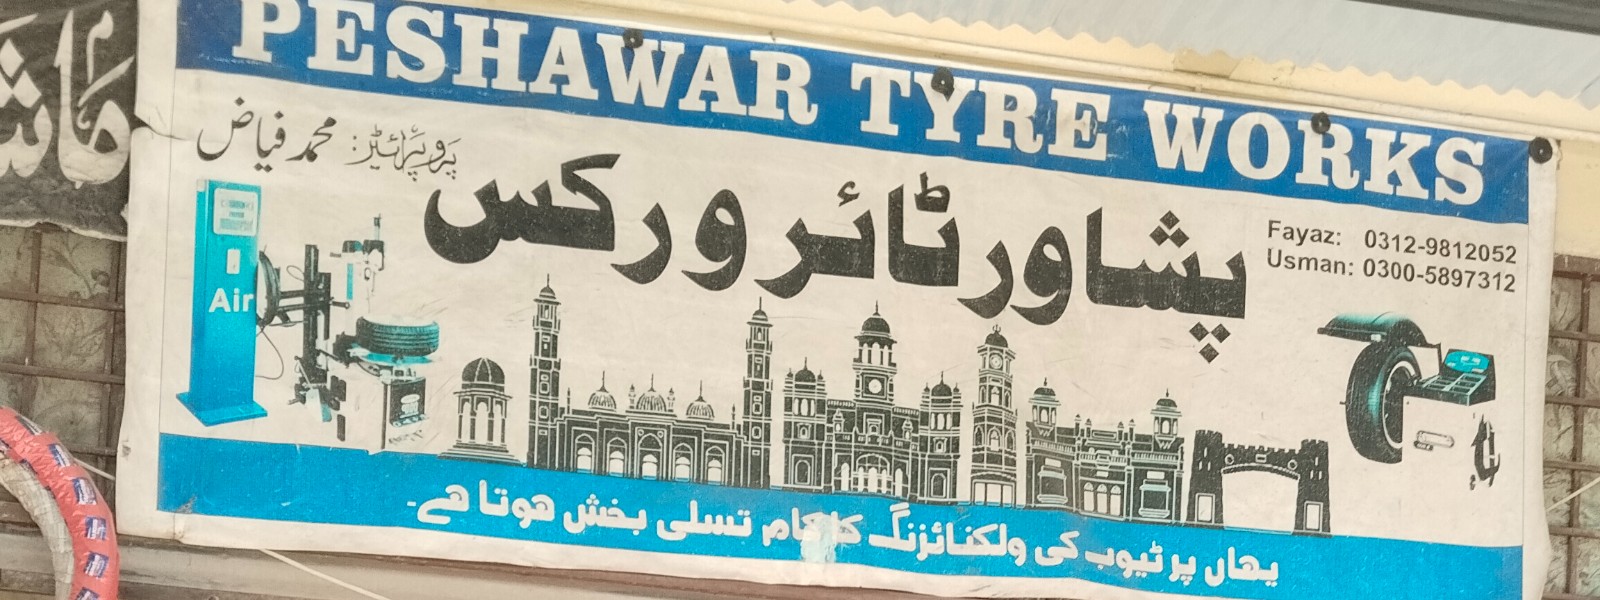 PESHAWAR TYRE WORKS
پروپرائیٹر: محمد فیاض
پشاور ٹائر ورکس
Fayaz: 0312-9812052
Usman: 0300-5897312
Air
یہاں پر ٹیوب کی ولکنائزنگ کا کام تسلی بخش ہوتا ہے۔